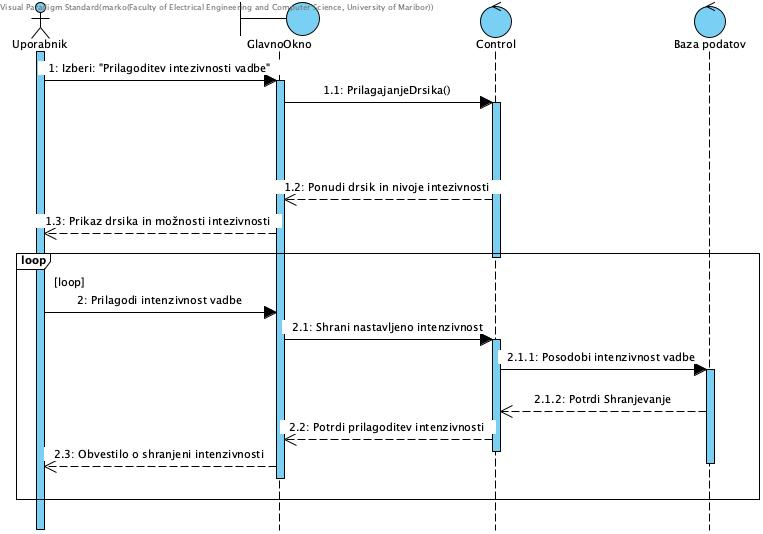 Visual Paradigm Standard(marko(Faculty of Electrical Engineering and Computer Science, University of Maribor))
Uporabnik
GlavnoOkno
Control
Baza podatov
1: Izberi: "Prilagoditev intezivnosti vadbe"
1.1: PrilagajanjeDrsika()
1.2: Ponudi drsik in nivoje intezivnosti
1.3: Prikaz drsika in možnosti intezivnosti
loop
[loop]
2: Prilagodi intenzivnost vadbe
2.1: Shrani nastavljeno intenzivnost
2.1.1: Posodobi intenzivnost vadbe
2.1.2: Potrdi Shranjevanje
2.2: Potrdi prilagoditev intenzivnosti
2.3: Obvestilo o shranjeni intenzivnosti